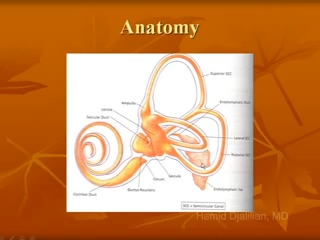 Anatomy
Superior SCC
Ampulla
Endolymphatic Duct
Utricle
Saccular Duct
Lateral SCC
Posterior SCC
Cochlear Duct
Ductus Reuniens
Cecum
Saccule
Endolymphatic Sac
SCC = Semicircular Canal
Hamid Djalilian, MD